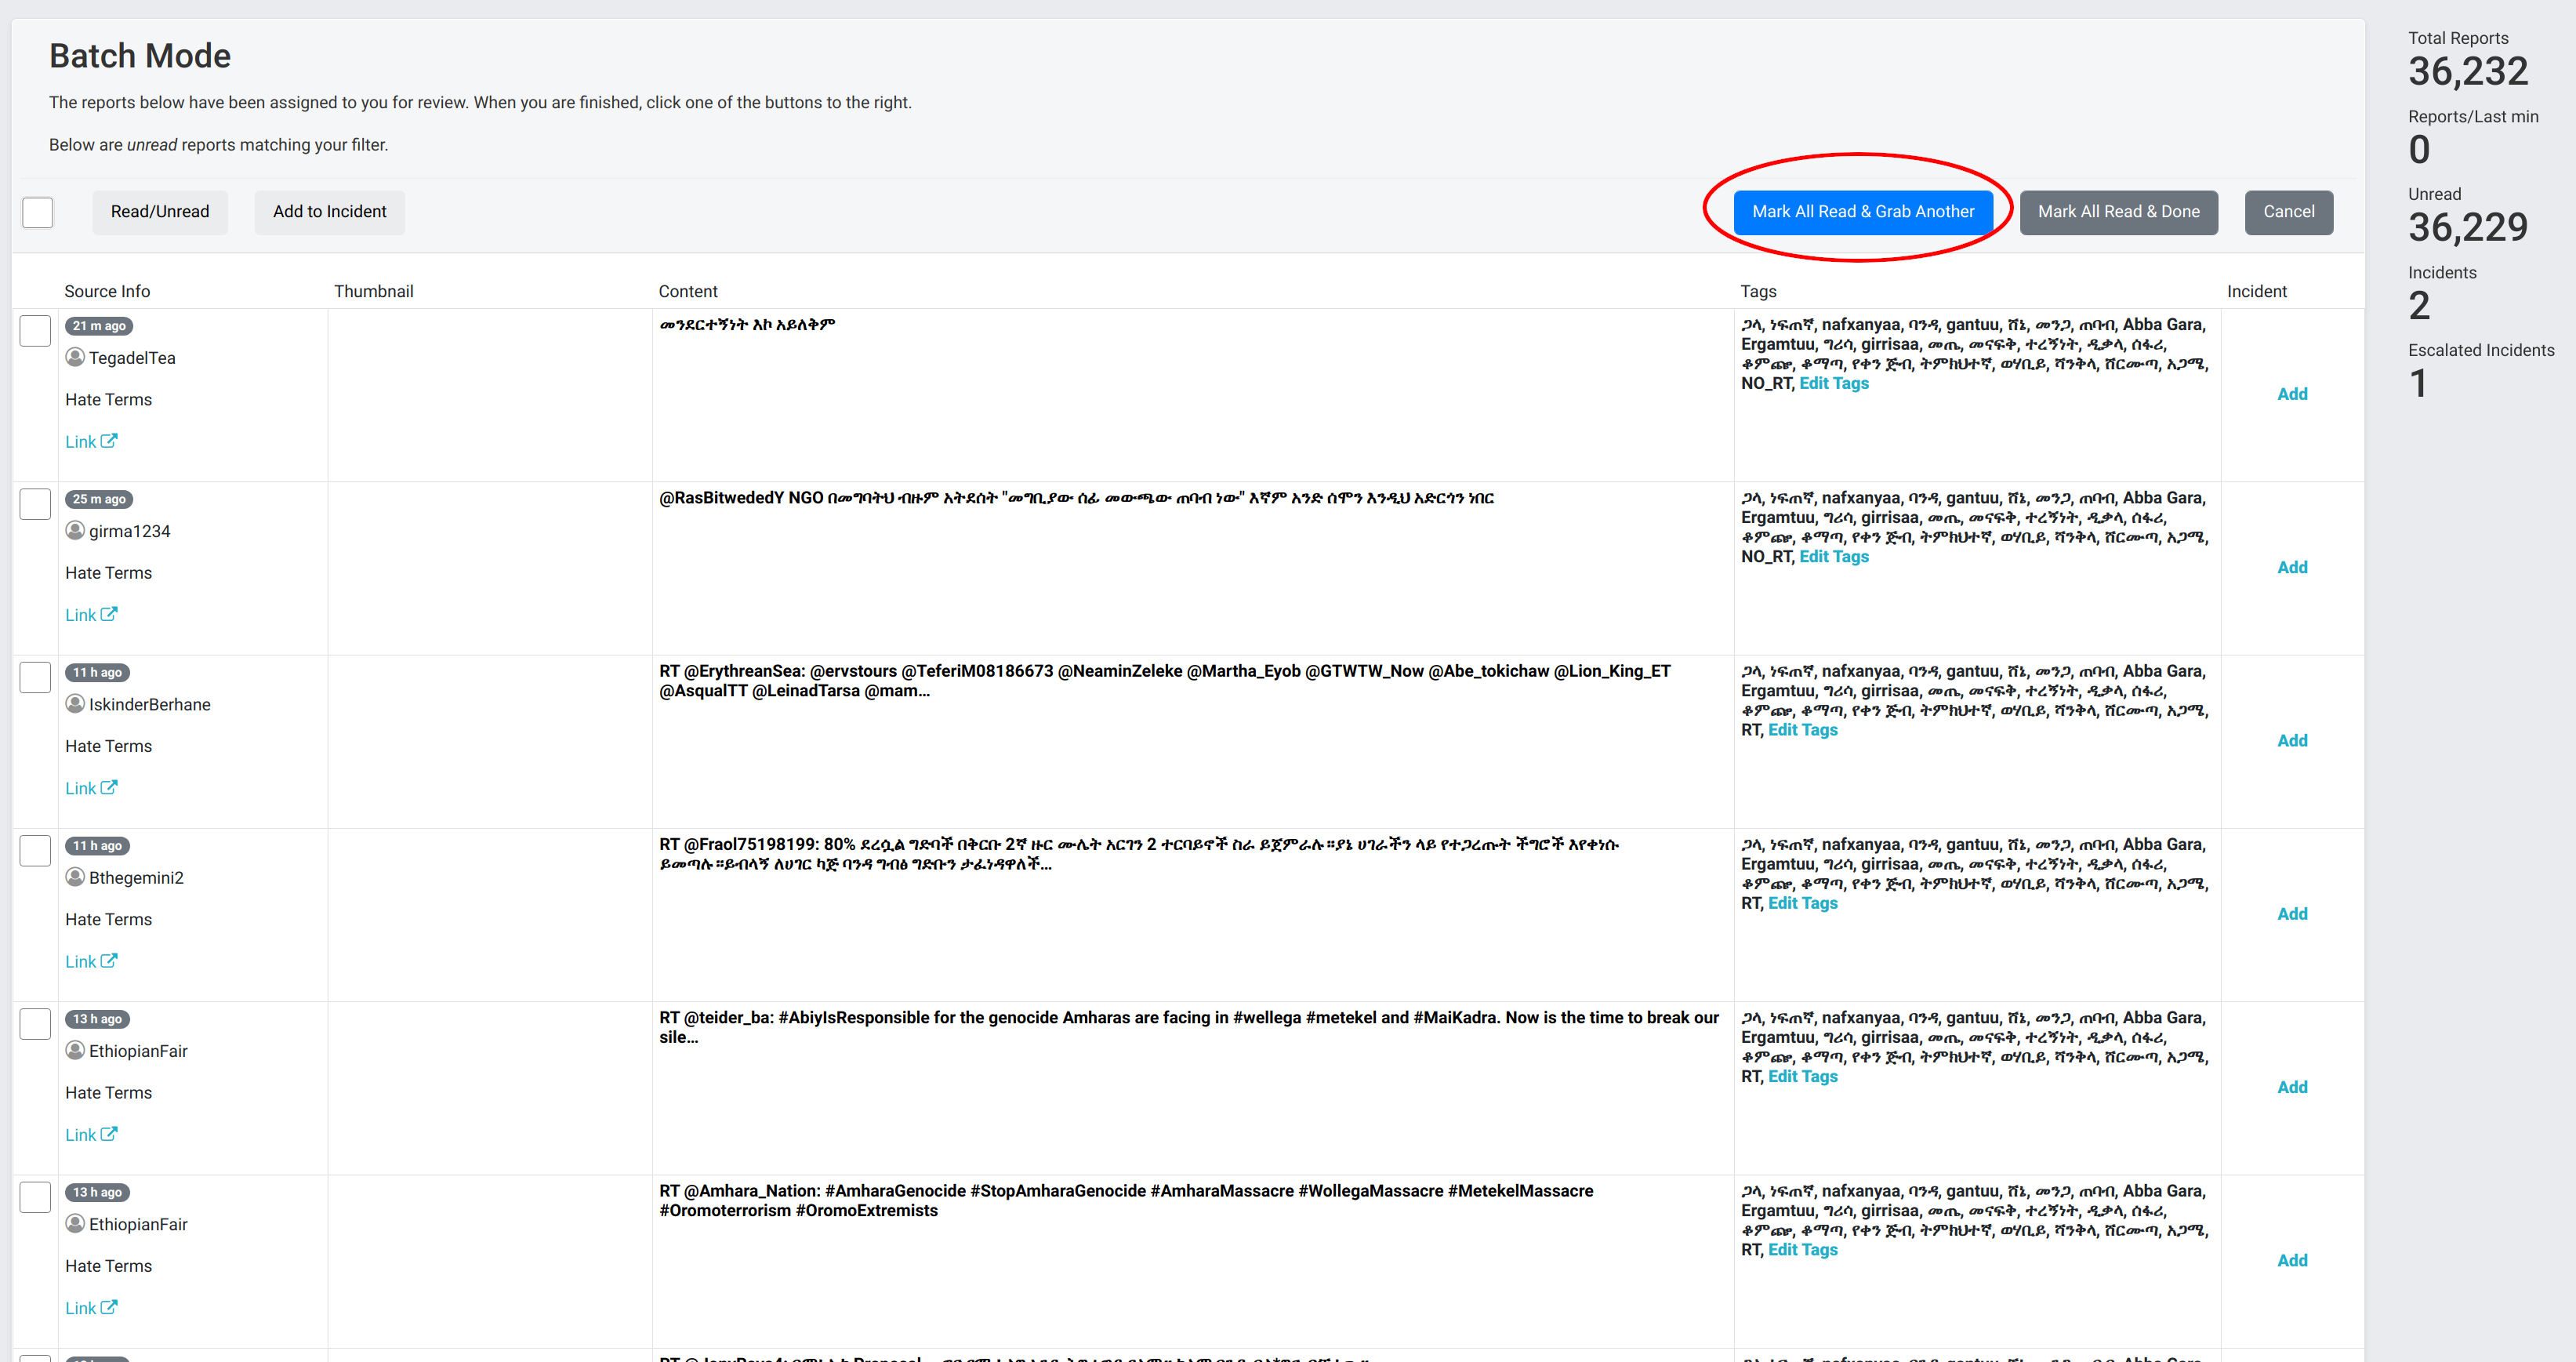 Batch Mode
The reports below have been assigned to you for review. When you are finished, click one of the buttons to the right.
Below are unread reports matching your filter.
Read/Unread
Add to Incident
Mark All Read & Grab Another
Mark All Read & Done
Cancel
Total Reports
36,232
Reports/Last min
0
Unread
36,229
Incidents
2
Escalated Incidents
1
Source Info
Thumbnail
Content
Tags
Incident
21 m ago
TegadelTea
Hate Terms
Link
መንደርተኝነት እኮ አይለቅም
ጋላ, ነፍጠኛ, nafxanyaa, ባንዳ, gantuu, ሸኔ, መንጋ, ጠባብ, Abba Gara,
Ergamtuu, ግሪሳ, girrisaa, መጤ, መናፍቅ, ተረኝነት, ዲቃላ, ሰፋሪ,
ቆምጬ, ቆማጣ, የቀን ጅብ, ትምክህተኛ, ወሃቢይ, ሻንቅላ, ሸርሙጣ, አጋሜ,
NO_RT, Edit Tags
Add
25 m ago
girma1234
Hate Terms
Link
@RasBitwededY NGO በመግባትህ ብዙም አትደሰት "መግቢያው ሰፊ መውጫው ጠባብ ነው" እኛም አንድ ሰሞን እንዲህ አድርጎን ነበር
ጋላ, ነፍጠኛ, nafxanyaa, ባንዳ, gantuu, ሸኔ, መንጋ, ጠባብ, Abba Gara,
Ergamtuu, ግሪሳ, girrisaa, መጤ, መናፍቅ, ተረኝነት, ዲቃላ, ሰፋሪ,
ቆምጬ, ቆማጣ, የቀን ጅብ, ትምክህተኛ, ወሃቢይ, ሻንቅላ, ሸርሙጣ, አጋሜ,
NO_RT, Edit Tags
Add
11 h ago
IskinderBerhane
Hate Terms
Link
RT @ErythreanSea: @ervstours @TeferiM08186673 @NeaminZeleke @Martha_Eyob @GTWTW_Now @Abe_tokichaw @Lion_King_ET
@AsqualTT @LeinadTarsa @mam…
ጋላ, ነፍጠኛ, nafxanyaa, ባንዳ, gantuu, ሸኔ, መንጋ, ጠባብ, Abba Gara,
Ergamtuu, ግሪሳ, girrisaa, መጤ, መናፍቅ, ተረኝነት, ዲቃላ, ሰፋሪ,
ቆምጬ, ቆማጣ, የቀን ጅብ, ትምክህተኛ, ወሃቢይ, ሻንቅላ, ሸርሙጣ, አጋሜ,
RT, Edit Tags
Add
11 h ago
Bthegemini2
Hate Terms
Link
RT @Fraol75198199: 80% ደረሷል ግድባች በቅርቡ 2ኛ ዙር ሙሌት አርገን 2 ተርባይኖች ስራ ይጀምራሉ።ያኔ ሀገራችን ላይ የተጋረጡት ችግሮች እየቀነሱ
ይመጣሉ።ይብላኝ ለሀገር ካጅ ባንዳ ግብፅ ግድቡን ታፈነዳዋለች…
ጋላ, ነፍጠኛ, nafxanyaa, ባንዳ, gantuu, ሸኔ, መንጋ, ጠባብ, Abba Gara,
Ergamtuu, ግሪሳ, girrisaa, መጤ, መናፍቅ, ተረኝነት, ዲቃላ, ሰፋሪ,
ቆምጬ, ቆማጣ, የቀን ጅብ, ትምክህተኛ, ወሃቢይ, ሻንቅላ, ሸርሙጣ, አጋሜ,
RT, Edit Tags
Add
13 h ago
EthiopianFair
Hate Terms
Link
RT @teider_ba: #AbiyIsResponsible for the genocide Amharas are facing in #wellega #metekel and #MaiKadra. Now is the time to break our
sile…
ጋላ, ነፍጠኛ, nafxanyaa, ባንዳ, gantuu, ሸኔ, መንጋ, ጠባብ, Abba Gara,
Ergamtuu, ግሪሳ, girrisaa, መጤ, መናፍቅ, ተረኝነት, ዲቃላ, ሰፋሪ,
ቆምጬ, ቆማጣ, የቀን ጅብ, ትምክህተኛ, ወሃቢይ, ሻንቅላ, ሸርሙጣ, አጋሜ,
RT, Edit Tags
Add
13 h ago
EthiopianFair
Hate Terms
Link
RT @Amhara_Nation: #AmharaGenocide #StopAmharaGenocide #AmharaMassacre #WollegaMassacre #MetekelMassacre
#Oromoterrorism #OromoExtremists
ጋላ, ነፍጠኛ, nafxanyaa, ባንዳ, gantuu, ሸኔ, መንጋ, ጠባብ, Abba Gara,
Ergamtuu, ግሪሳ, girrisaa, መጤ, መናፍቅ, ተረኝነት, ዲቃላ, ሰፋሪ,
ቆምጬ, ቆማጣ, የቀን ጅብ, ትምክህተኛ, ወሃቢይ, ሻንቅላ, ሸርሙጣ, አጋሜ,
RT, Edit Tags
Add